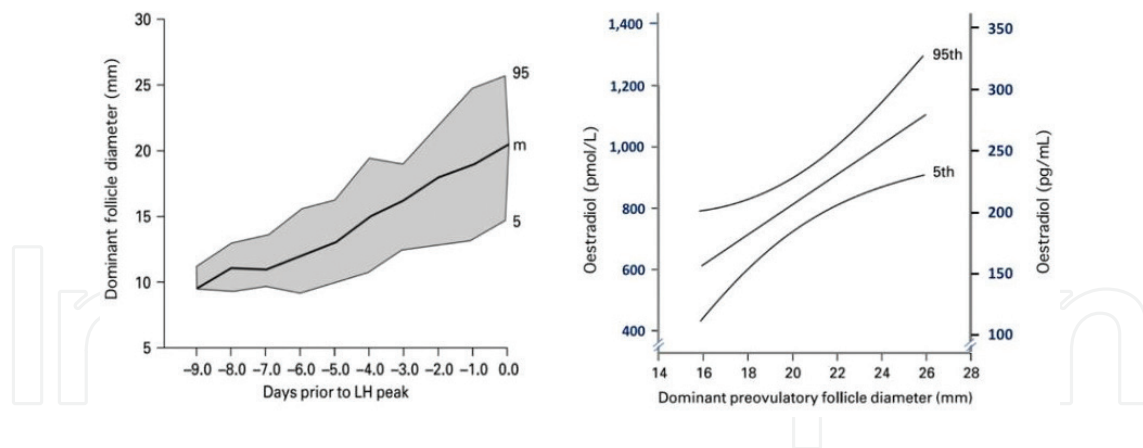 30
25
20
15
10
5
Dominant follicle diameter (mm)
95
m
5
–9.0 –8.0 –7.0 –6.0 –5.0 –4.0 –3.0 –2.0 –1.0 0.0
Days prior to LH peak
1,400
1,200
1,000
800
600
400
Oestradiol (pmol/L)
95th
5th
350
300
250
200
150
100
Oestradiol (pg/mL)
14 16 18 20 22 24 26 28
Dominant preovulatory follicle diameter (mm)